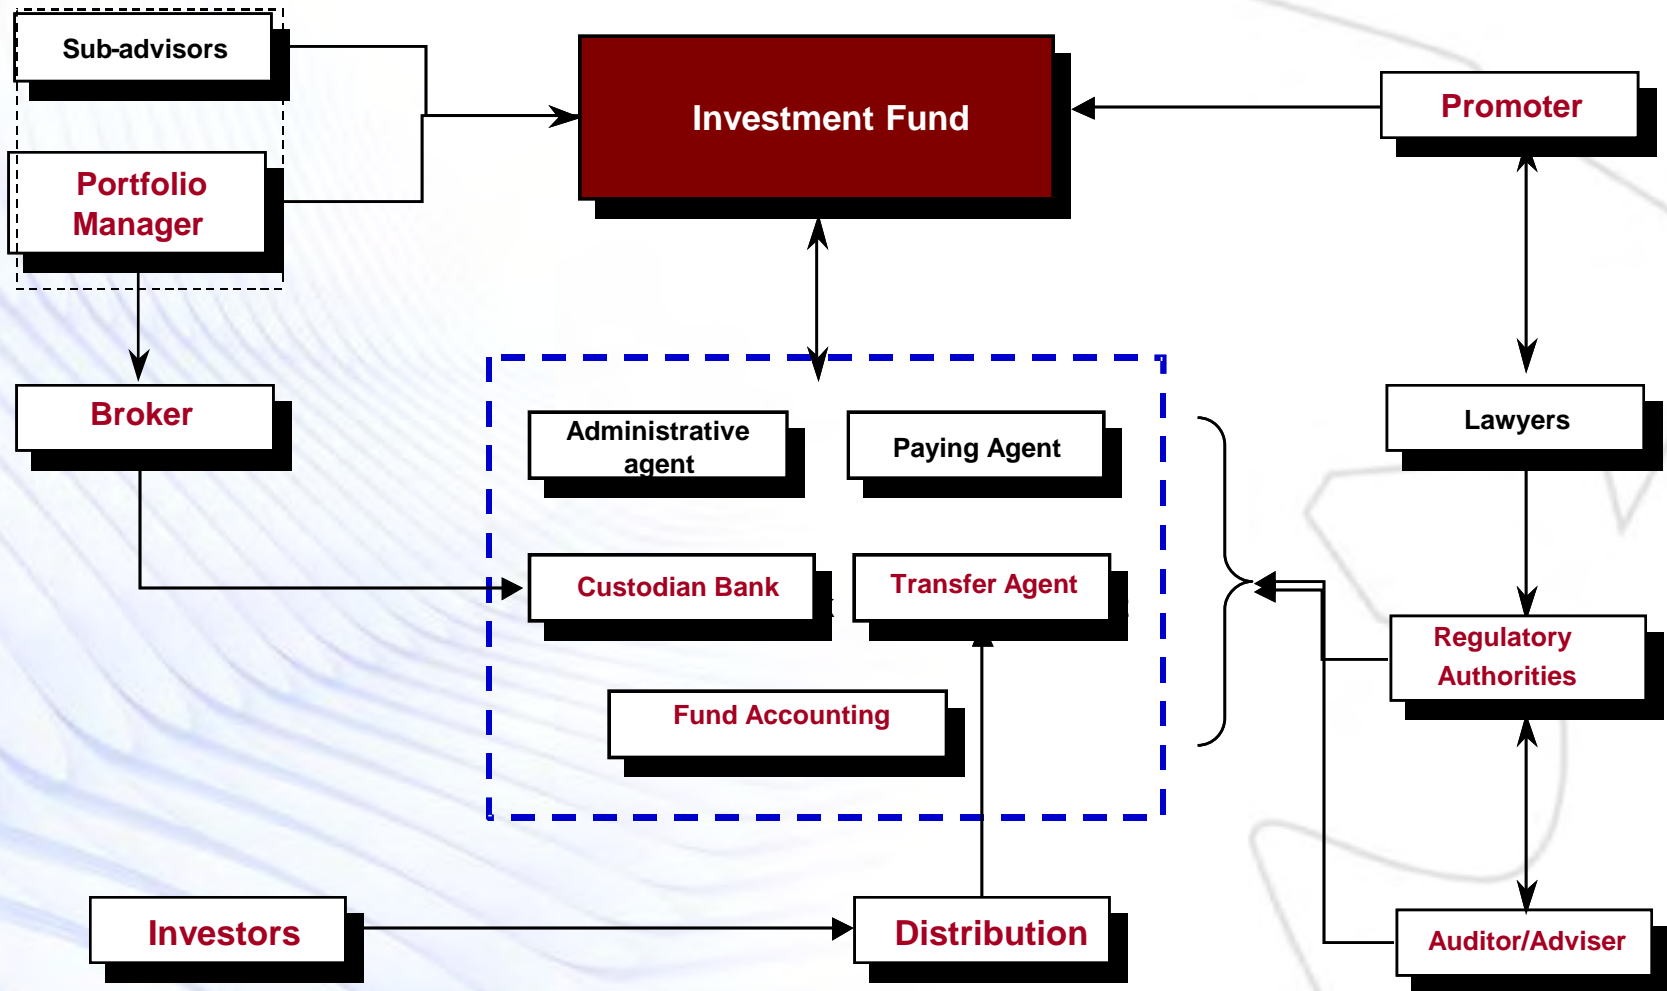 Sub-advisors
Investment Fund
Promoter
Portfolio
Manager
Broker
Administrative
agent
Paying Agent
Lawyers
Custodian Bank
Transfer Agent
Regulatory
Authorities
Fund Accounting
Investors
Distribution
Auditor/Adviser